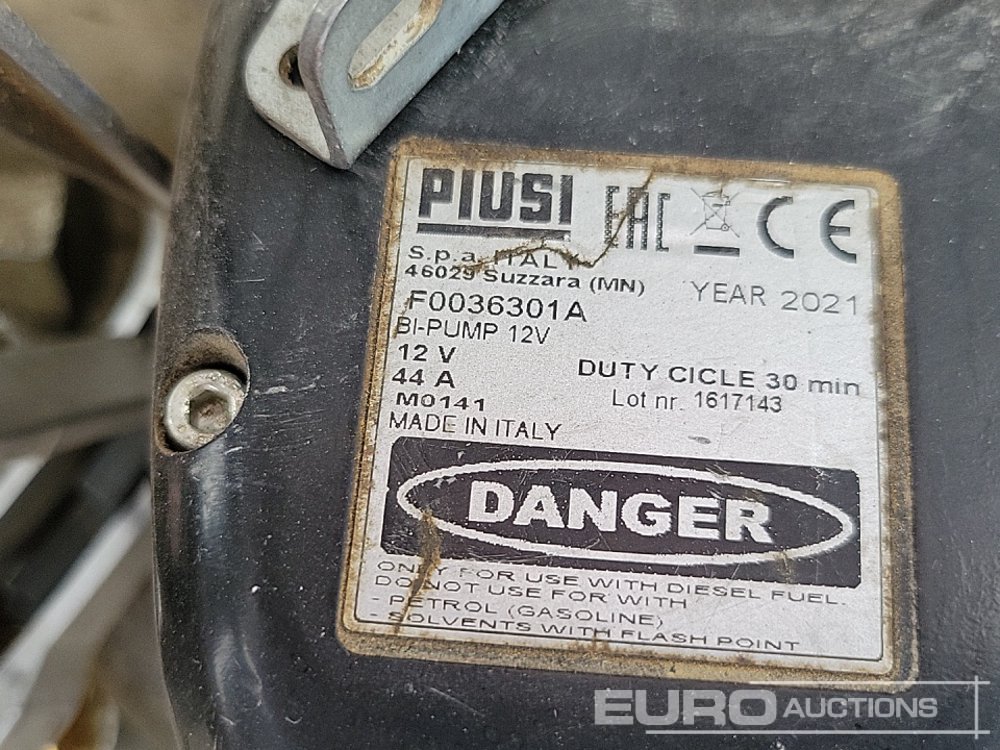 PIUSI EAC CE
S.p.a. ITALY
46029 Suzzara (MN)
YEAR 2021
F0036301A
BI-PUMP 12V
12 V
DUTY CICLE 30 min
44 A
Lot nr. 1617143
M0141
MADE IN ITALY
DANGER
ONLY FOR USE WITH DIESEL FUEL.
DO NOT USE FOR WITH
- PETROL (GASOLINE)
- SOLVENTS WITH FLASH POINT
EURO AUCTIONS